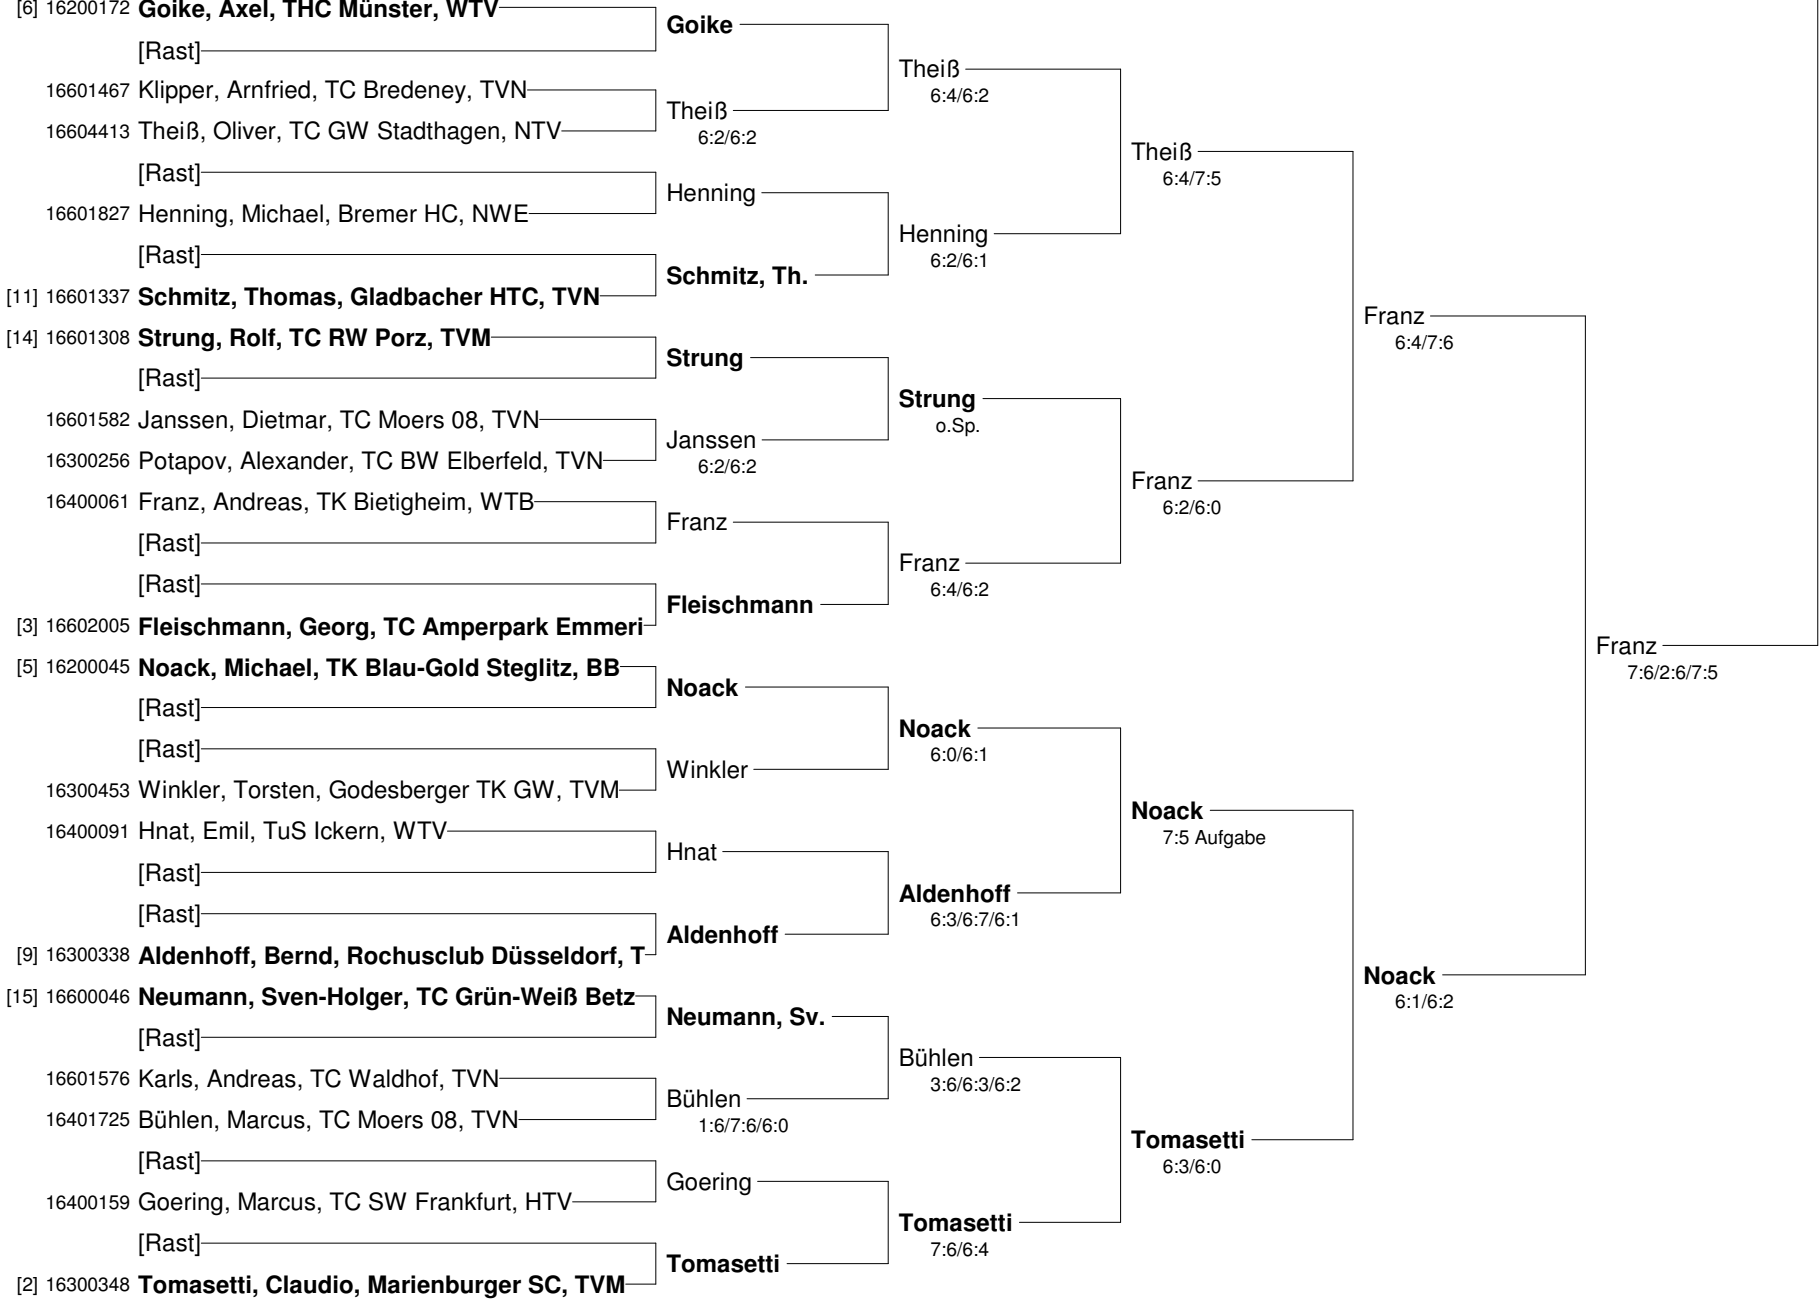 [6] 16200172 Goike, Axel, THC Münster, WTV
[Rast]
16601467 Klipper, Arnfried, TC Bredeney, TVN
16604413 Theiß, Oliver, TC GW Stadthagen, NTV
[Rast]
16601827 Henning, Michael, Bremer HC, NWE
[Rast]
[11] 16601337 Schmitz, Thomas, Gladbacher HTC, TVN
[14] 16601308 Strung, Rolf, TC RW Porz, TVM
[Rast]
16601582 Janssen, Dietmar, TC Moers 08, TVN
16300256 Potapov, Alexander, TC BW Elberfeld, TVN
16400061 Franz, Andreas, TK Bietigheim, WTB
[Rast]
[Rast]
[3] 16602005 Fleischmann, Georg, TC Amperpark Emmeri
[5] 16200045 Noack, Michael, TK Blau-Gold Steglitz, BB
[Rast]
[Rast]
16300453 Winkler, Torsten, Godesberger TK GW, TVM
16400091 Hnat, Emil, TuS Ickern, WTV
[Rast]
[Rast]
[9] 16300338 Aldenhoff, Bernd, Rochusclub Düsseldorf, T
[15] 16600046 Neumann, Sven-Holger, TC Grün-Weiß Betz
[Rast]
16601576 Karls, Andreas, TC Waldhof, TVN
16401725 Bühlen, Marcus, TC Moers 08, TVN
[Rast]
16400159 Goering, Marcus, TC SW Frankfurt, HTV
[Rast]
[2] 16300348 Tomasetti, Claudio, Marienburger SC, TVM
Goike
Theiß
6:2/6:2
Henning
Schmitz, Th.
Strung
Janssen
6:2/6:2
Franz
Fleischmann
Noack
Winkler
Hnat
Aldenhoff
Neumann, Sv.
Bühlen
1:6/7:6/6:0
Goering
Tomasetti
Theiß
6:4/6:2
Henning
6:2/6:1
Strung
o.Sp.
Franz
6:4/6:2
Noack
6:0/6:1
Aldenhoff
6:3/6:7/6:1
Bühlen
3:6/6:3/6:2
Tomasetti
7:6/6:4
Theiß
6:4/7:5
Franz
6:2/6:0
Noack
7:5 Aufgabe
Tomasetti
6:3/6:0
Franz
6:4/7:6
Noack
6:1/6:2
Franz
7:6/2:6/7:5